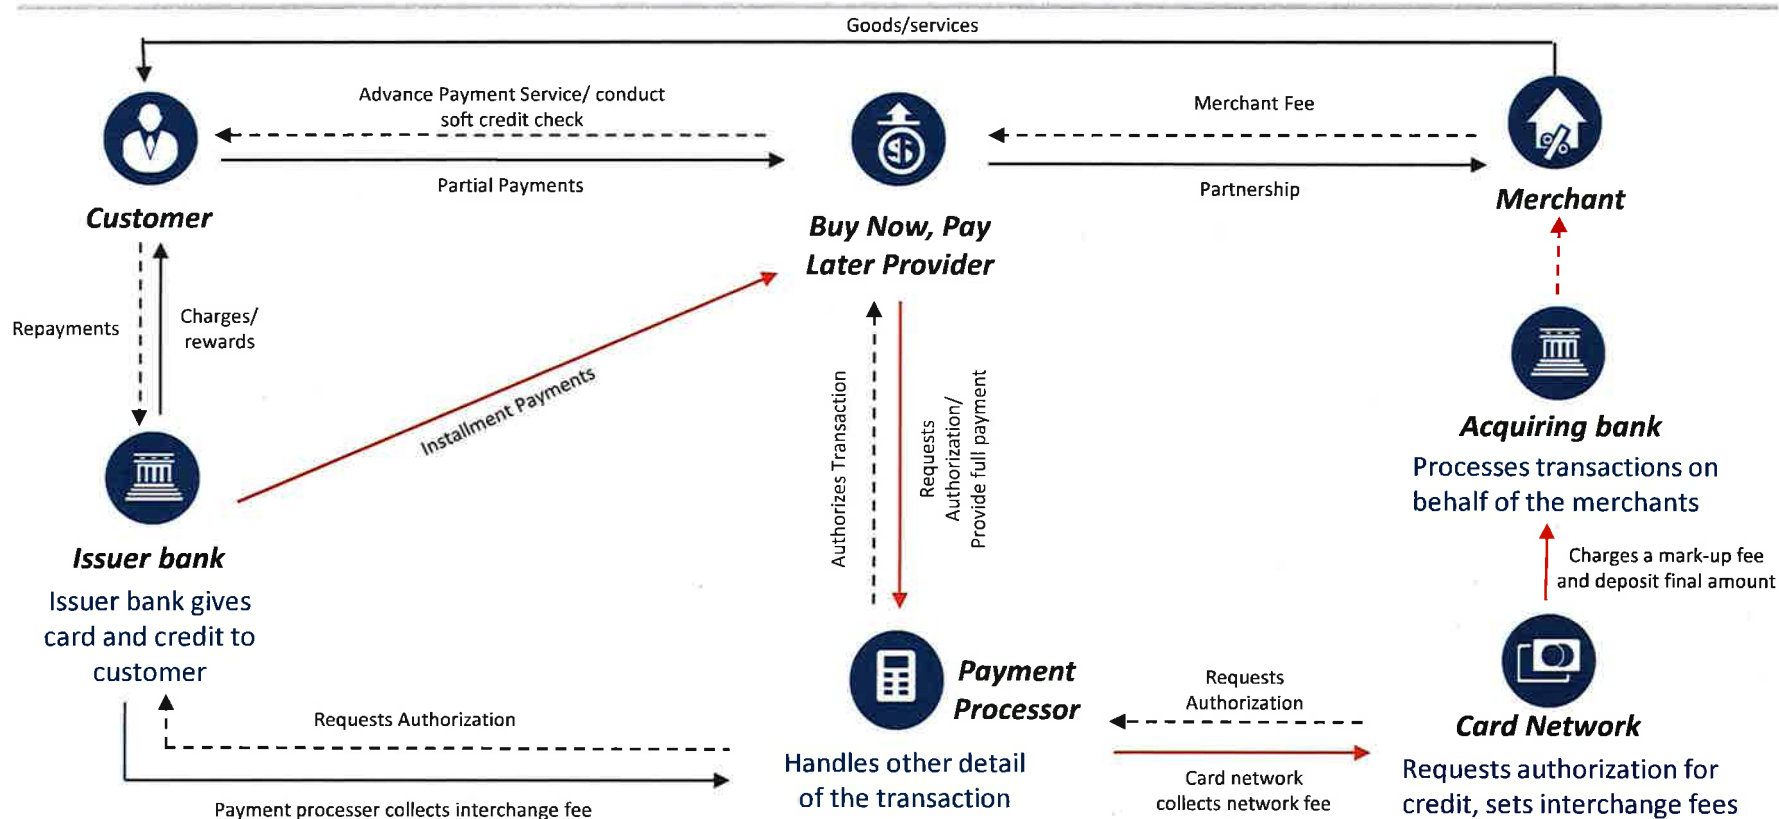 Goods/services
Advance Payment Service/ conduct
soft credit check
Merchant Fee
Partial Payments
Partnership
Customer
Buy Now, Pay
Later Provider
Merchant
Repayments
Charges/
rewards
Installment Payments
Authorizes Transaction
Requests
Authorization/
Provide full payment
Acquiring bank
Processes transactions on
behalf of the merchants
Issuer bank
Issuer bank gives
card and credit to
customer
Charges a mark-up fee
and deposit final amount
Payment
Processor
Requests
Authorization
Card Network
Requests Authorization
Handles other detail
of the transaction
Card network
collects network fee
Requests authorization for
credit, sets interchange fees
Payment processer collects interchange fee